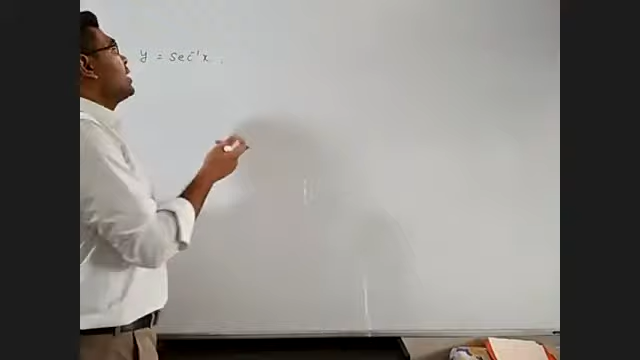 y = sec⁻¹x